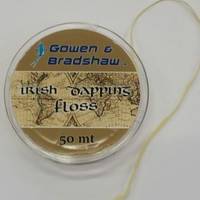 Gowen &
Bradshaw
Irish Dapping
Floss
50 mt